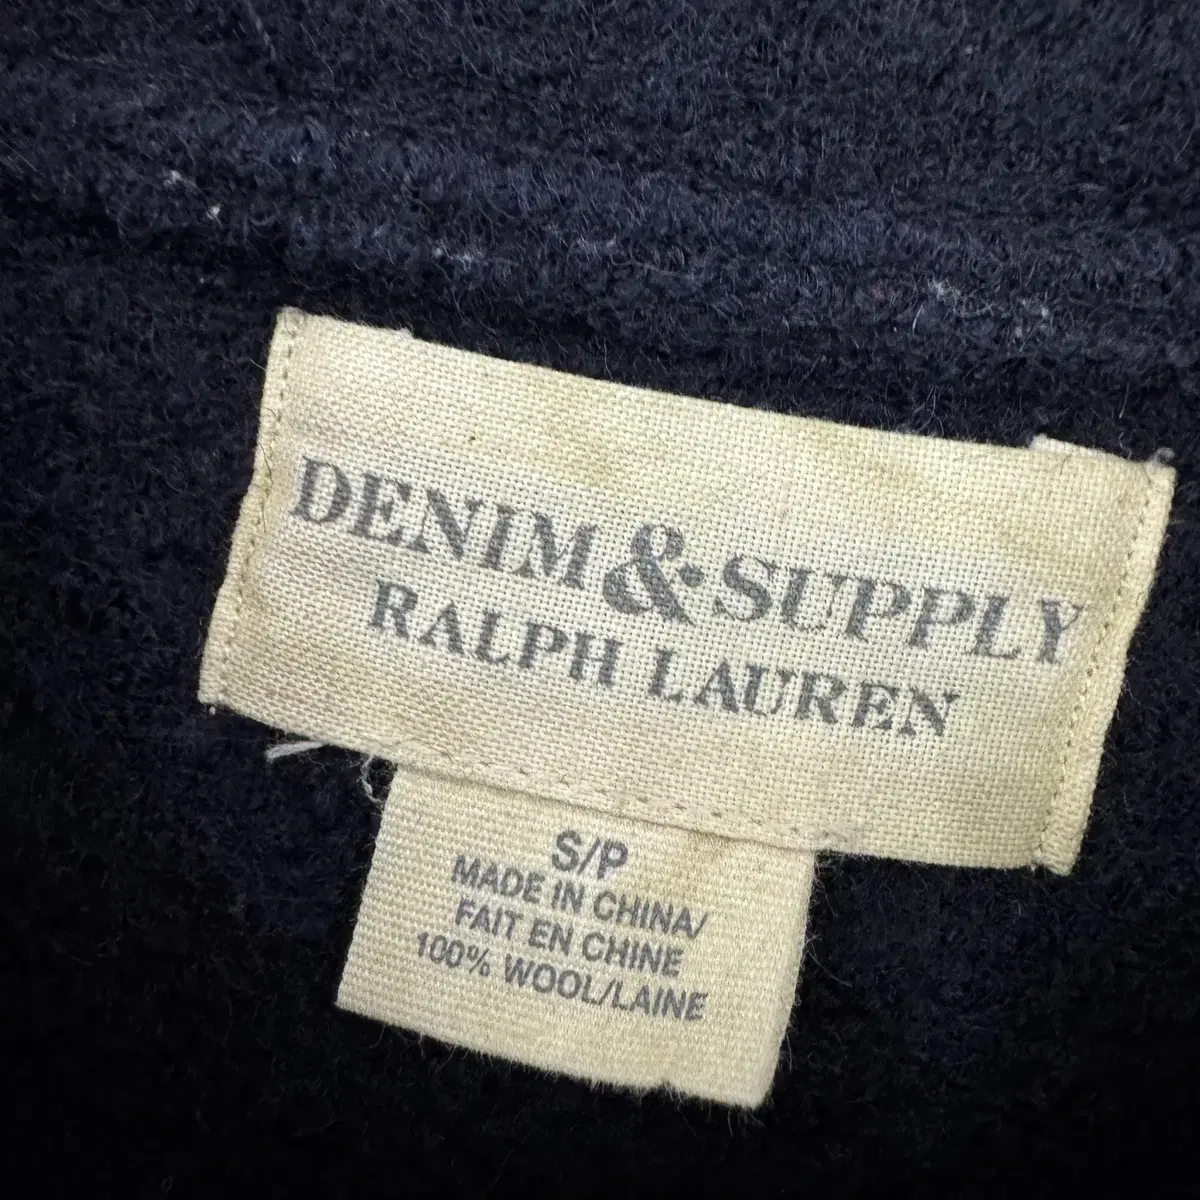 DENIM & SUPPLY
RALPH LAUREN
S/P
MADE IN CHINA/
FAIT EN CHINE
100% WOOL/LAINE